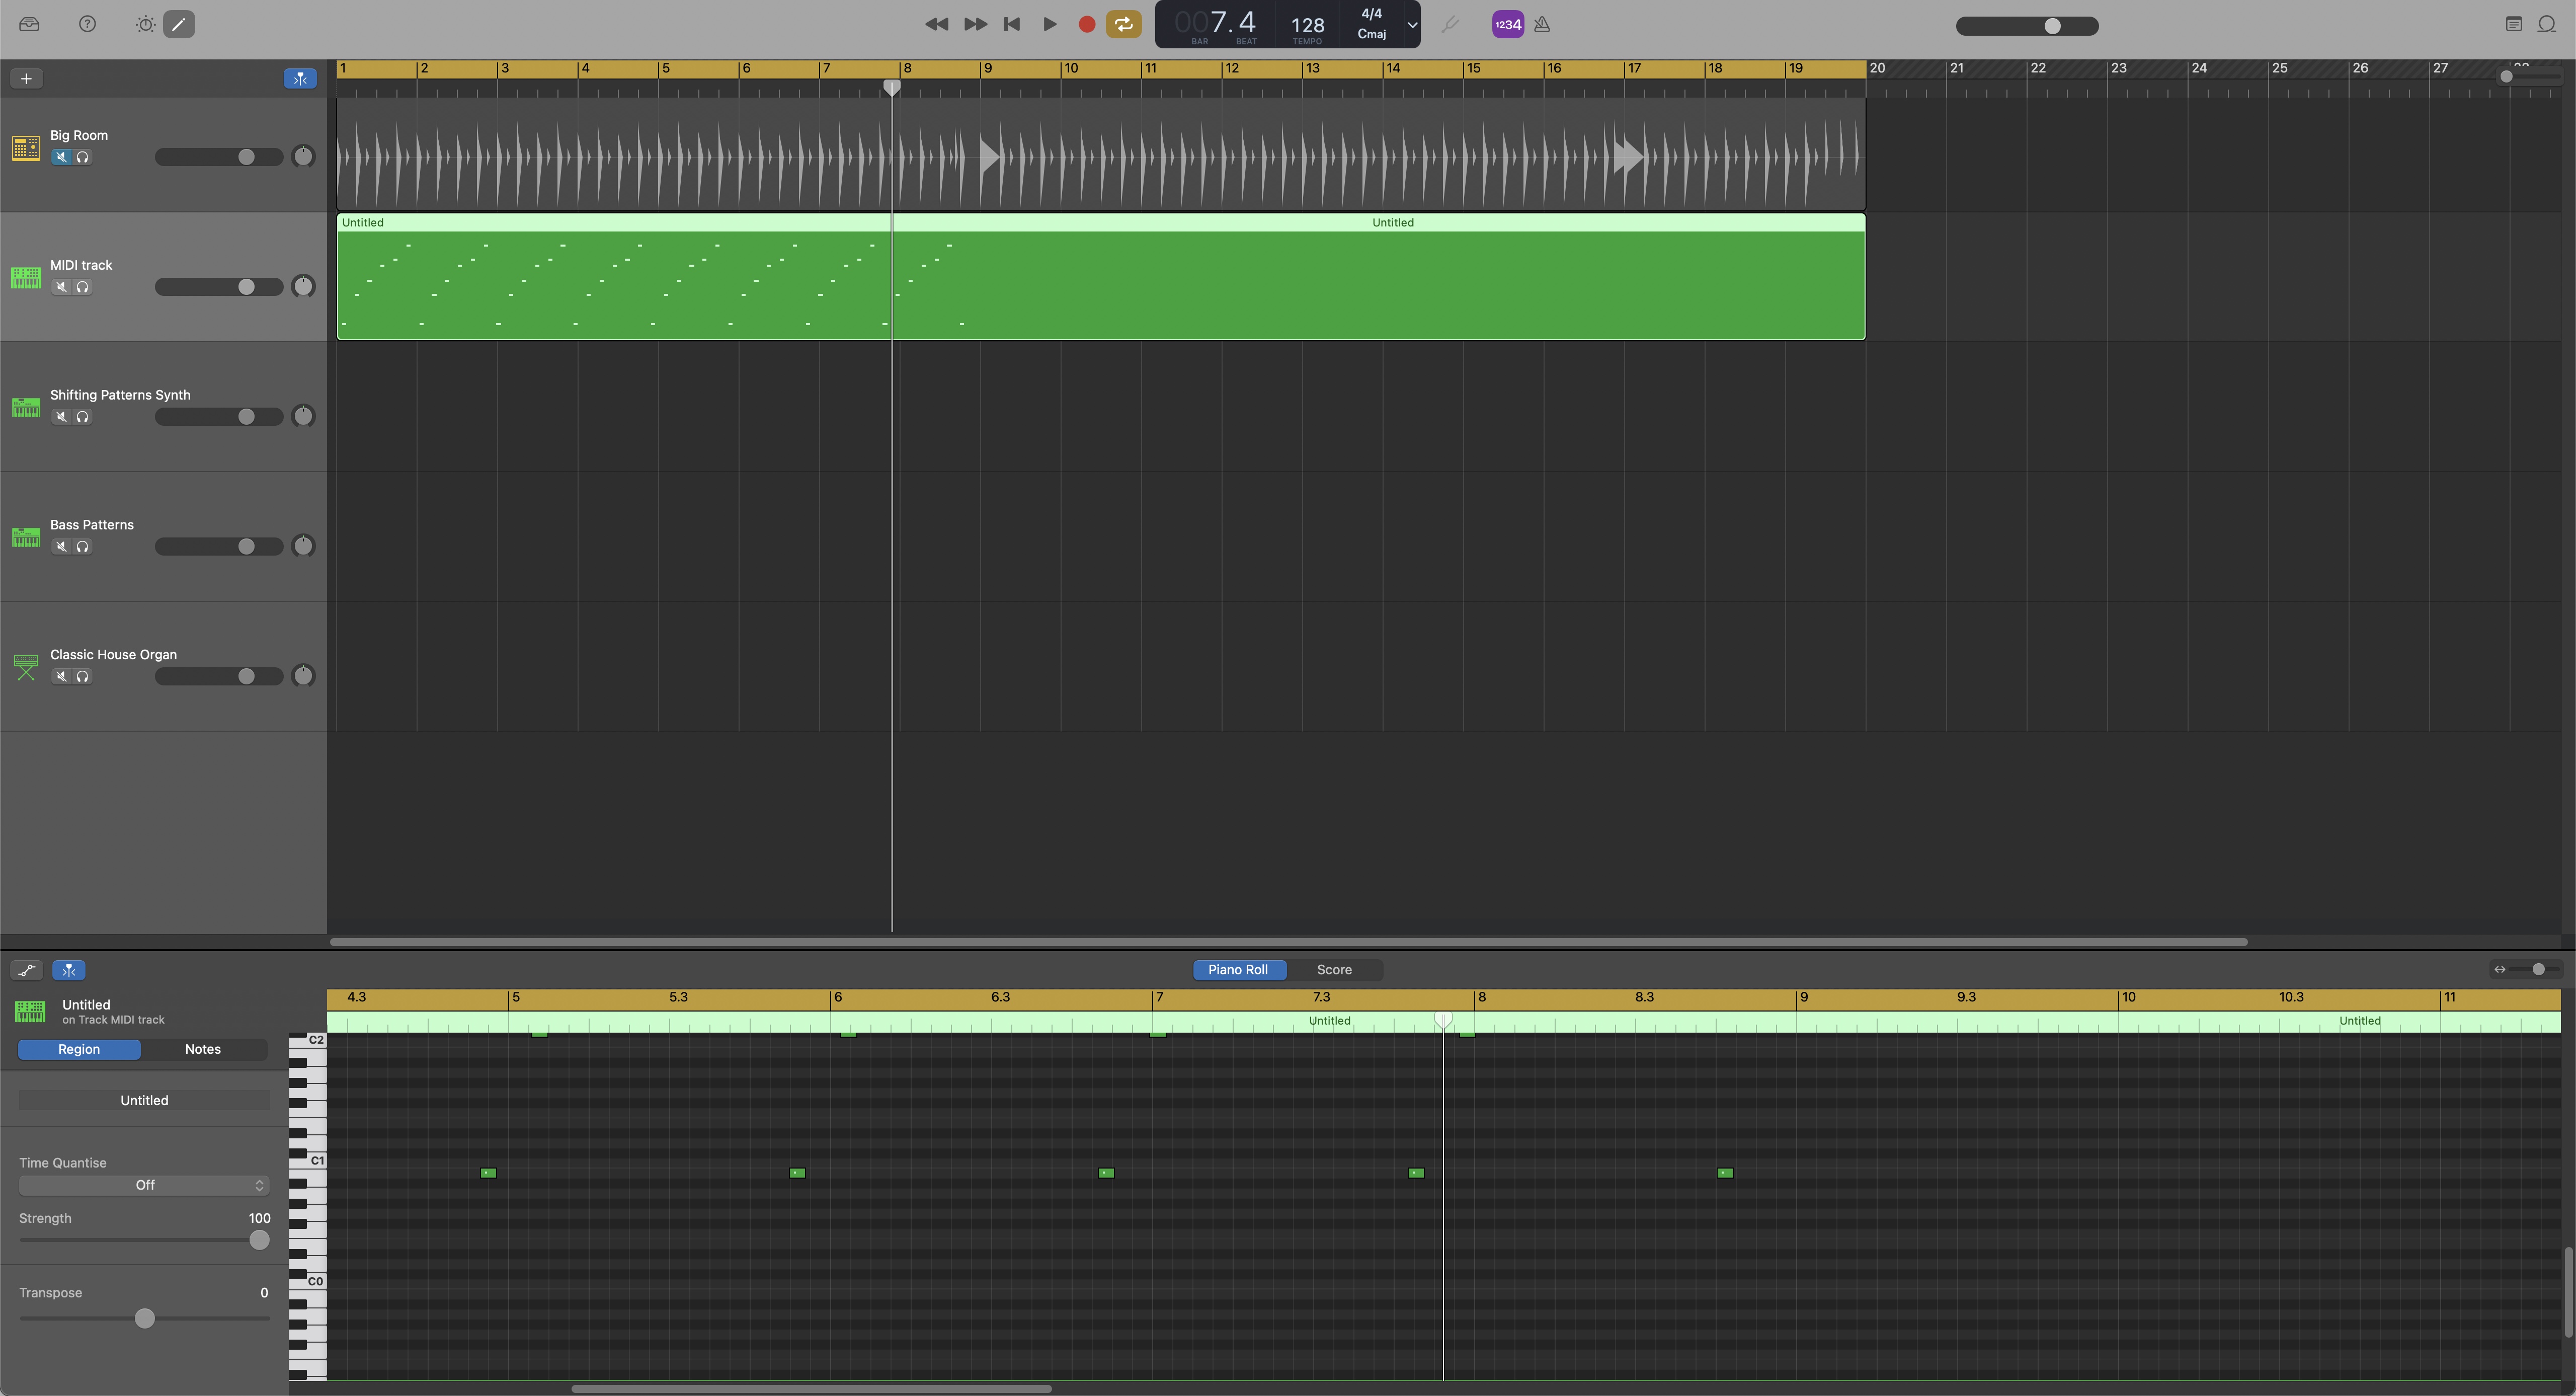 007.4
BAR BEAT
128
TEMPO
4/4
Cmaj
1234
1 2 3 4 5 6 7 8 9 10 11 12 13 14 15 16 17 18 19 20 21 22 23 24 25 26 27
Big Room
Untitled Untitled
MIDI track
Shifting Patterns Synth
Bass Patterns
Classic House Organ
Piano Roll Score
4.3 5 5.3 6 6.3 7 7.3 8 8.3 9 9.3 10 10.3 11
Untitled
on Track MIDI track
Untitled Untitled
Region Notes
C2
Untitled
C1
Time Quantise
Off
Strength 100
C0
Transpose 0